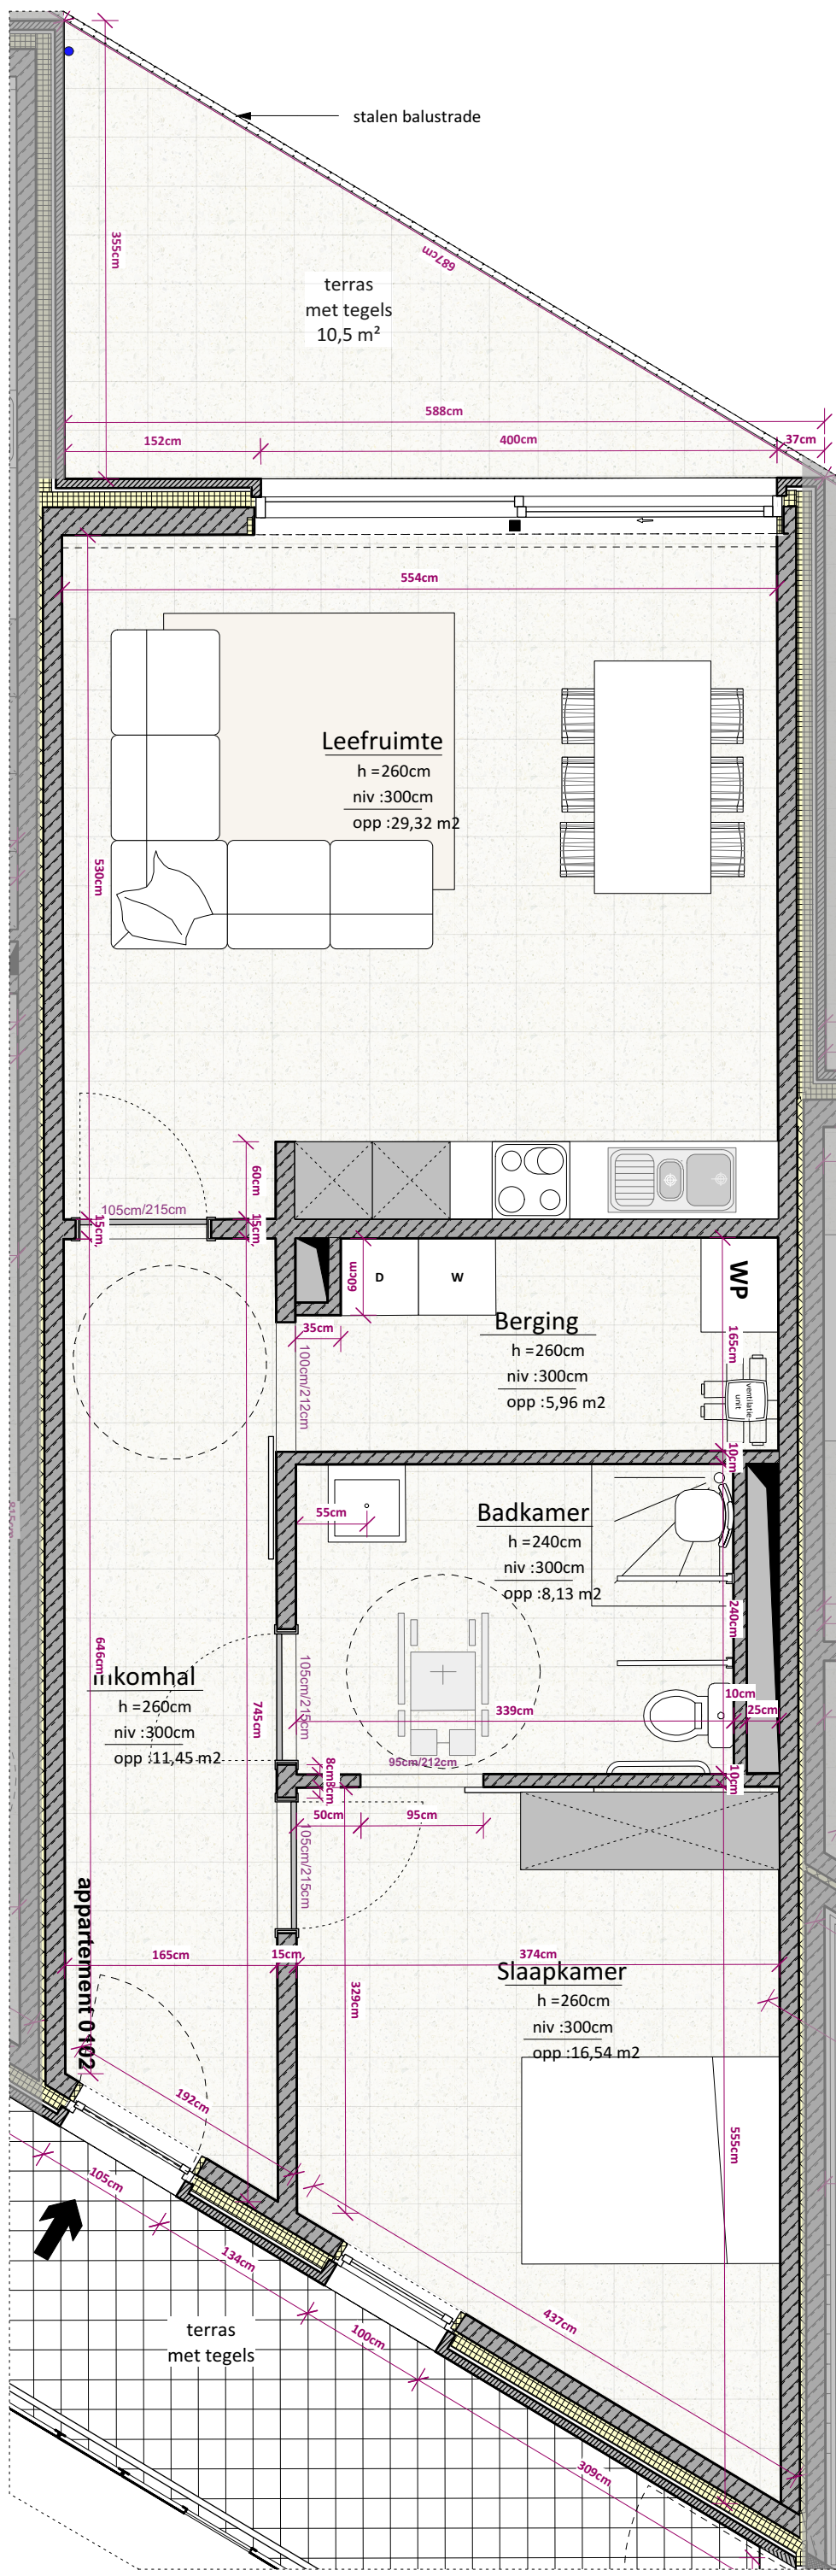 stalen balustrade
355cm
687cm
terras
met tegels
10,5 m²
588cm
152cm
400cm
37cm
554cm
Leefruimte
h =260cm
niv :300cm
opp :29,32 m2
530cm
60cm
105cm/215cm
15cm
15cm
60cm
D
W
WP
Berging
h =260cm
niv :300cm
opp :5,96 m2
165cm
35cm
100cm/212cm
ventilatie
unit
10cm
55cm
Badkamer
h =240cm
niv :300cm
opp :8,13 m2
240cm
646cm
Inkomhal
h =260cm
niv :300cm
opp :11,45 m2
745cm
105cm/215cm
339cm
10cm
25cm
95cm/212cm
8cm
3cm
10cm
50cm
95cm
105cm/215cm
appartement 0102
165cm
15cm
374cm
Slaapkamer
h =260cm
niv :300cm
opp :16,54 m2
329cm
192cm
555cm
105cm
134cm
437cm
terras
met tegels
100cm
309cm